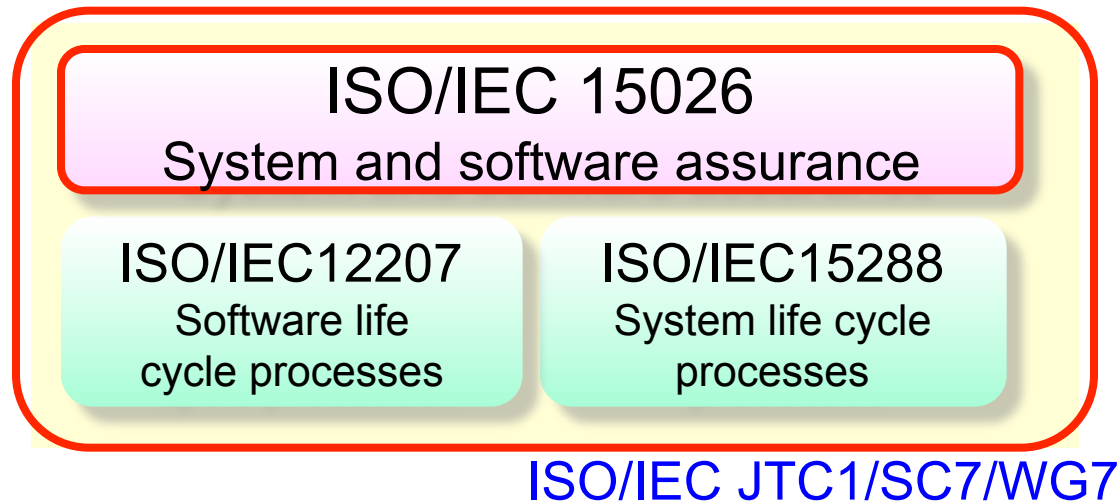 ISO/IEC 15026
System and software assurance
ISO/IEC12207
Software life
cycle processes
ISO/IEC15288
System life cycle
processes
ISO/IEC JTC1/SC7/WG7